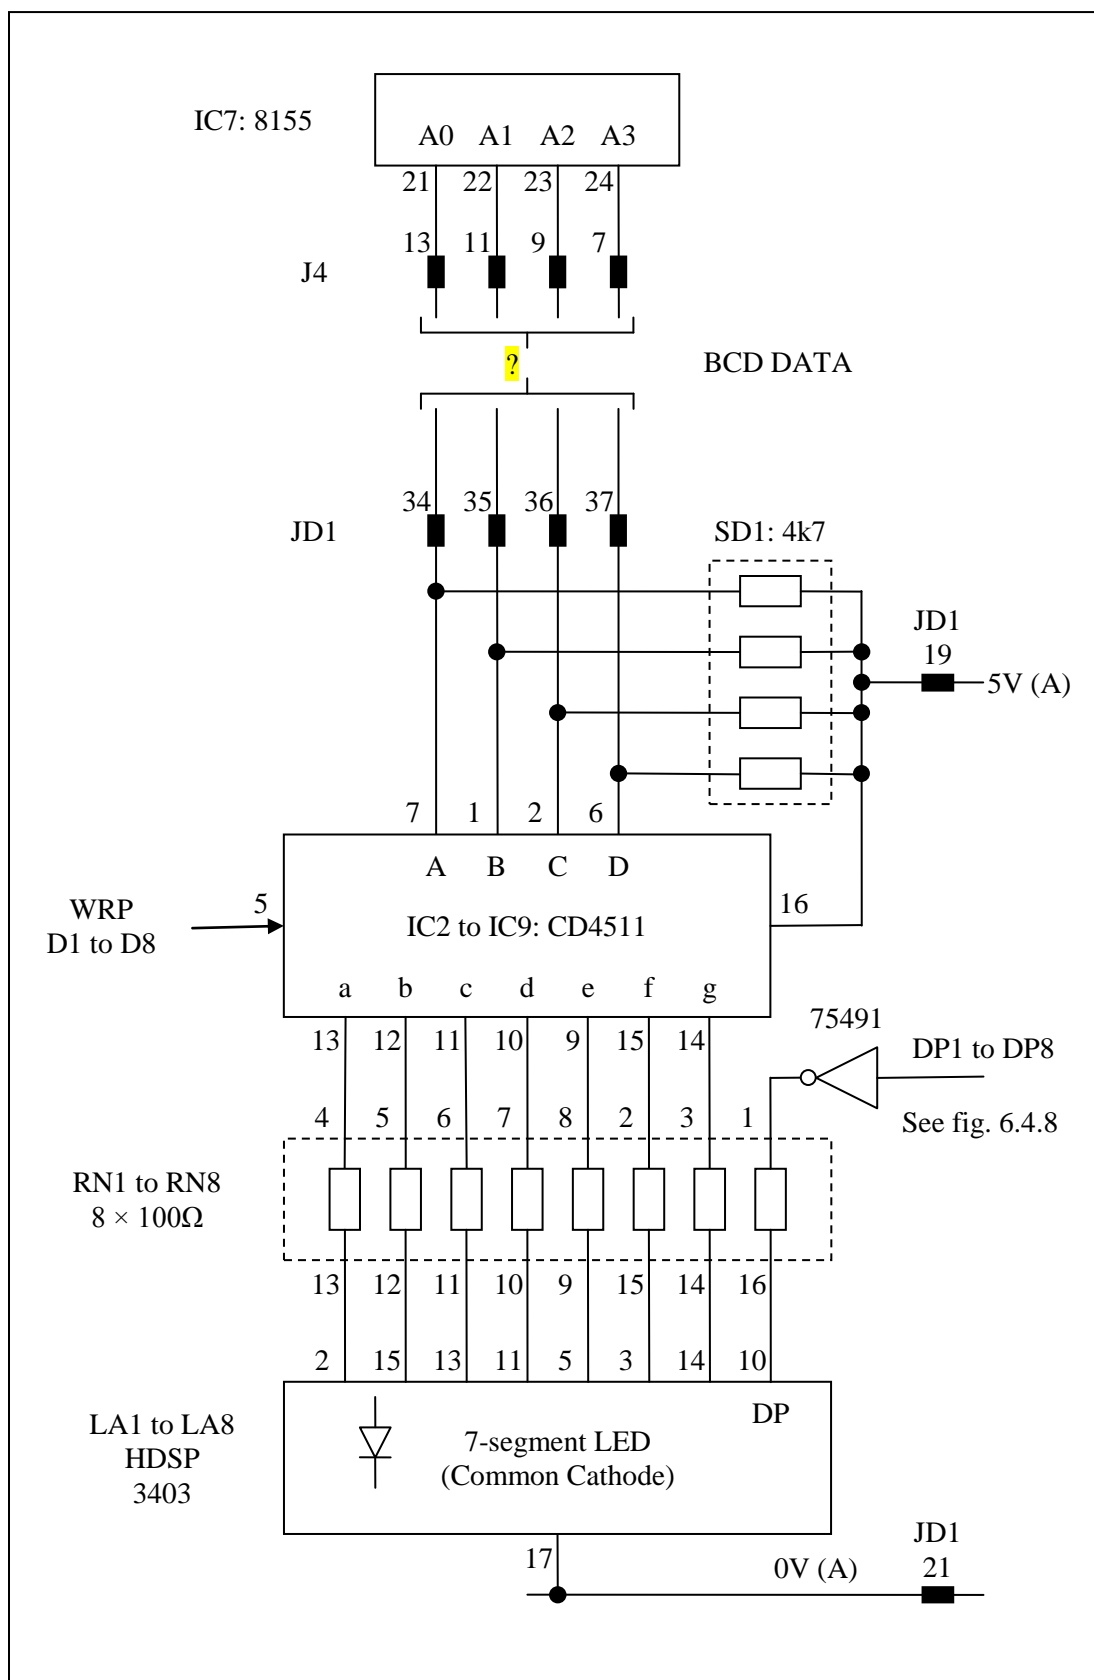 IC7: 8155
A0 A1 A2 A3
21 22 23 24
13 11 9 7
J4
?
BCD DATA
34 35 36 37
JD1
SD1: 4k7
JD1
19
5V (A)
7 1 2 6
A B C D
WRP
D1 to D8
5
IC2 to IC9: CD4511
16
a b c d e f g
13 12 11 10 9 15 14
75491
DP1 to DP8
See fig. 6.4.8
4 5 6 7 8 2 3 1
RN1 to RN8
8 × 100Ω
13 12 11 10 9 15 14 16
2 15 13 11 5 3 14 10
LA1 to LA8
HDSP
3403
DP
7-segment LED
(Common Cathode)
17
0V (A)
JD1
21